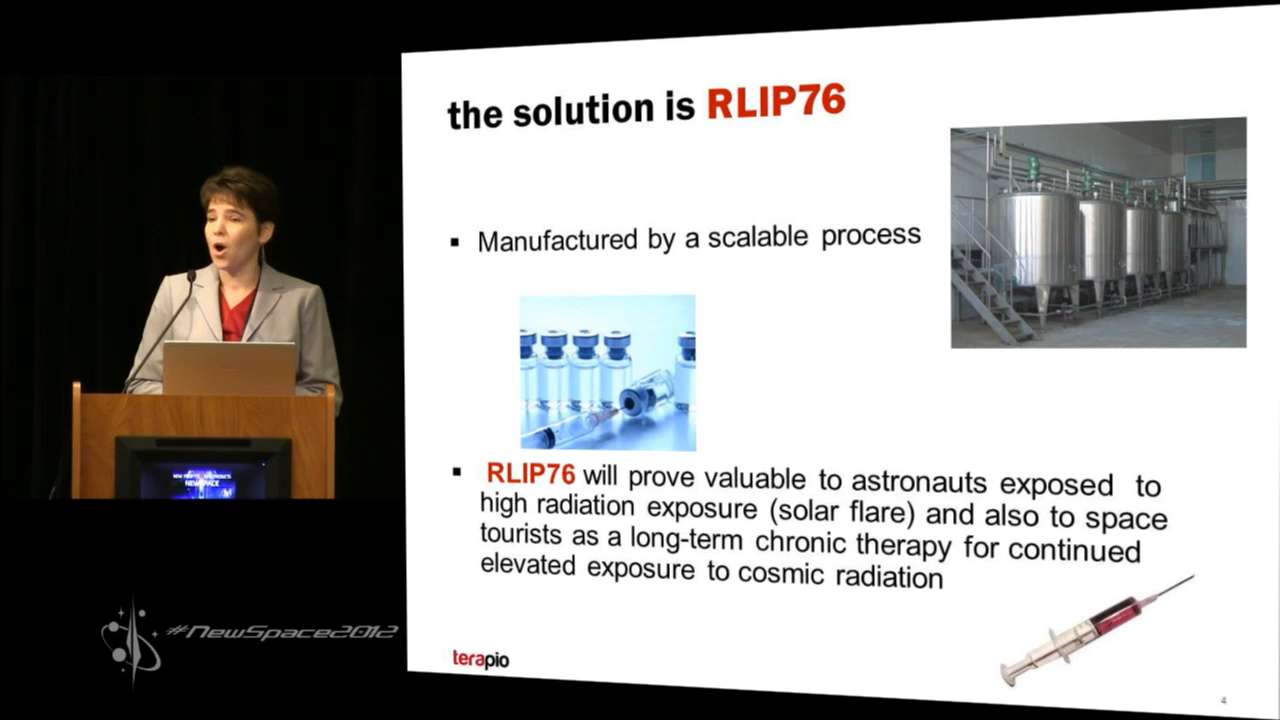 the solution is RLIP76
▪ Manufactured by a scalable process
▪ RLIP76 will prove valuable to astronauts exposed to
high radiation exposure (solar flare) and also to space
tourists as a long-term chronic therapy for continued
elevated exposure to cosmic radiation
terapio
4
#NewSpace2012
NEWSPACE